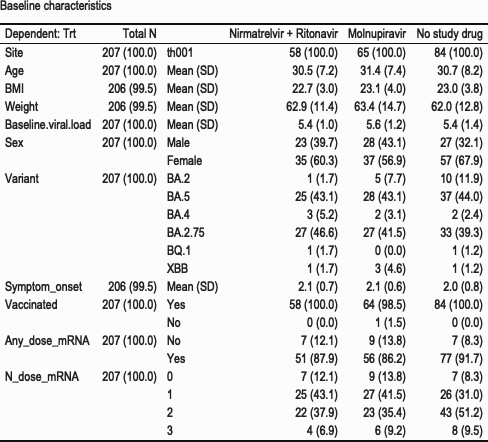 Baseline characteristics
Dependent: Trt Total N Nirmatrelvir + Ritonavir Molnupiravir No study drug
Site 207 (100.0) th001 58 (100.0) 65 (100.0) 84 (100.0)
Age 207 (100.0) Mean (SD) 30.5 (7.2) 31.4 (7.4) 30.7 (8.2)
BMI 206 (99.5) Mean (SD) 22.7 (3.0) 23.1 (4.0) 23.0 (3.8)
Weight 206 (99.5) Mean (SD) 62.9 (11.4) 63.4 (14.7) 62.0 (12.8)
Baseline.viral.load 207 (100.0) Mean (SD) 5.4 (1.0) 5.6 (1.2) 5.4 (1.4)
Sex 207 (100.0) Male 23 (39.7) 28 (43.1) 27 (32.1)
Female 35 (60.3) 37 (56.9) 57 (67.9)
Variant 207 (100.0) BA.2 1 (1.7) 5 (7.7) 10 (11.9)
BA.5 25 (43.1) 28 (43.1) 37 (44.0)
BA.4 3 (5.2) 2 (3.1) 2 (2.4)
BA.2.75 27 (46.6) 27 (41.5) 33 (39.3)
BQ.1 1 (1.7) 0 (0.0) 1 (1.2)
XBB 1 (1.7) 3 (4.6) 1 (1.2)
Symptom_onset 206 (99.5) Mean (SD) 2.1 (0.7) 2.1 (0.6) 2.0 (0.8)
Vaccinated 207 (100.0) Yes 58 (100.0) 64 (98.5) 84 (100.0)
No 0 (0.0) 1 (1.5) 0 (0.0)
Any_dose_mRNA 207 (100.0) No 7 (12.1) 9 (13.8) 7 (8.3)
Yes 51 (87.9) 56 (86.2) 77 (91.7)
N_dose_mRNA 207 (100.0) 0 7 (12.1) 9 (13.8) 7 (8.3)
1 25 (43.1) 27 (41.5) 26 (31.0)
2 22 (37.9) 23 (35.4) 43 (51.2)
3 4 (6.9) 6 (9.2) 8 (9.5)